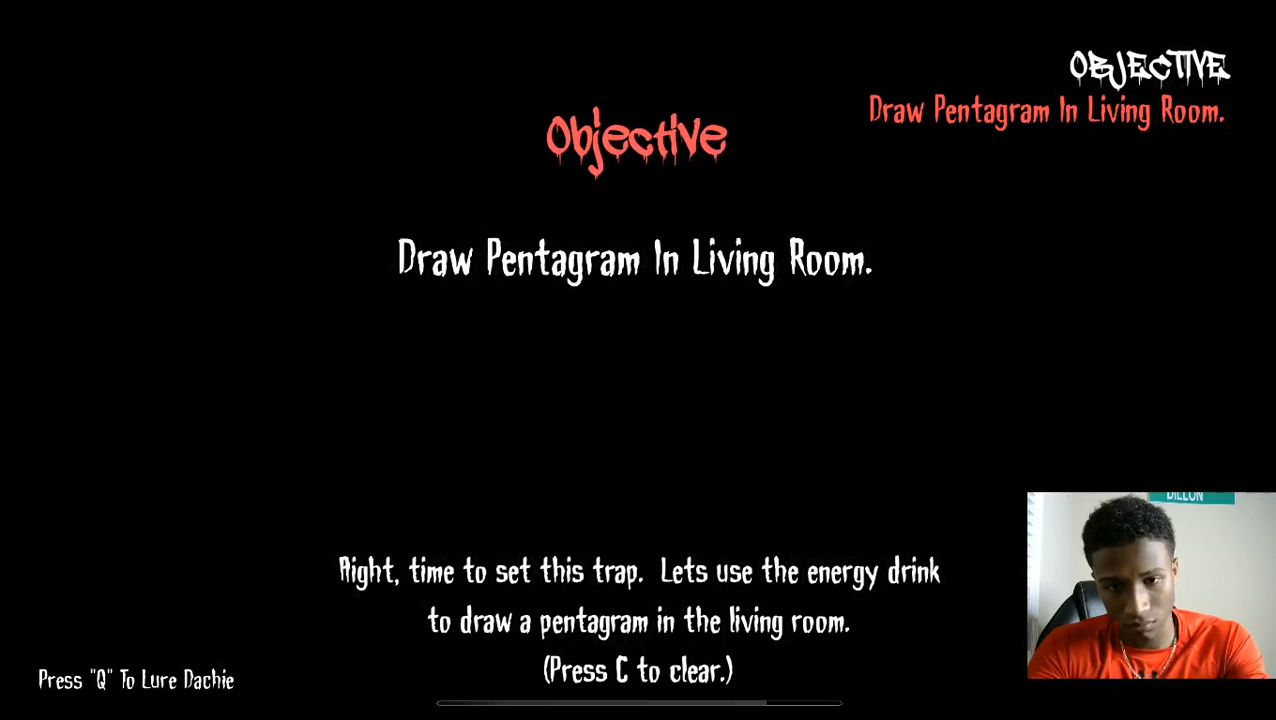 OBJECTIVE
Draw Pentagram In Living Room.
Objective
Draw Pentagram In Living Room.
DILLON
Right, time to set this trap. Lets use the energy drink
to draw a pentagram in the living room.
(Press C to clear.)
Press "Q" To Lure Dachie